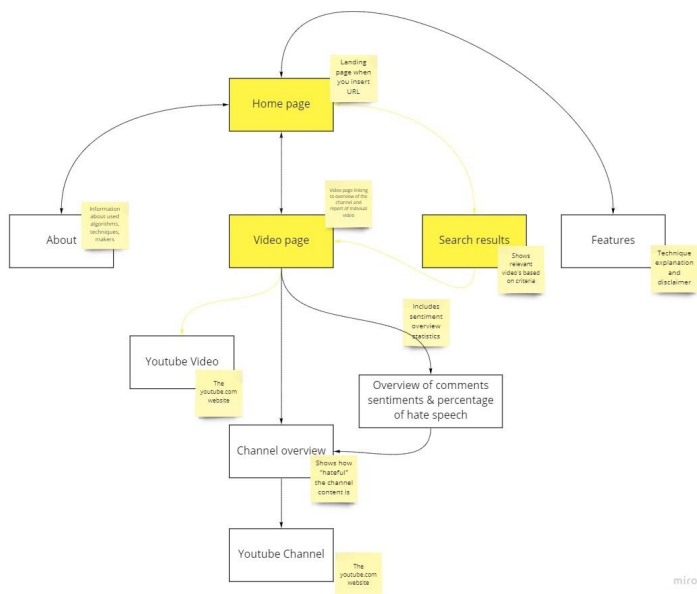 Landing
page when
you insert
URL
Home page
Information
about used
algorithms,
techniques,
makers
About
Video page linking
to overview of the
channel and
report of indivual
video
Video page
Search results
Shows
relevant
video's based
on criteria
Features
Technique
explanation
and
disclaimer
Includes
sentiment
overview
statistics
Youtube Video
The
youtube.com
website
Overview of comments
sentiments & percentage
of hate speech
Channel overview
Shows how
"hateful"
the channel
content is
Youtube Channel
The
youtube.com
website
miro